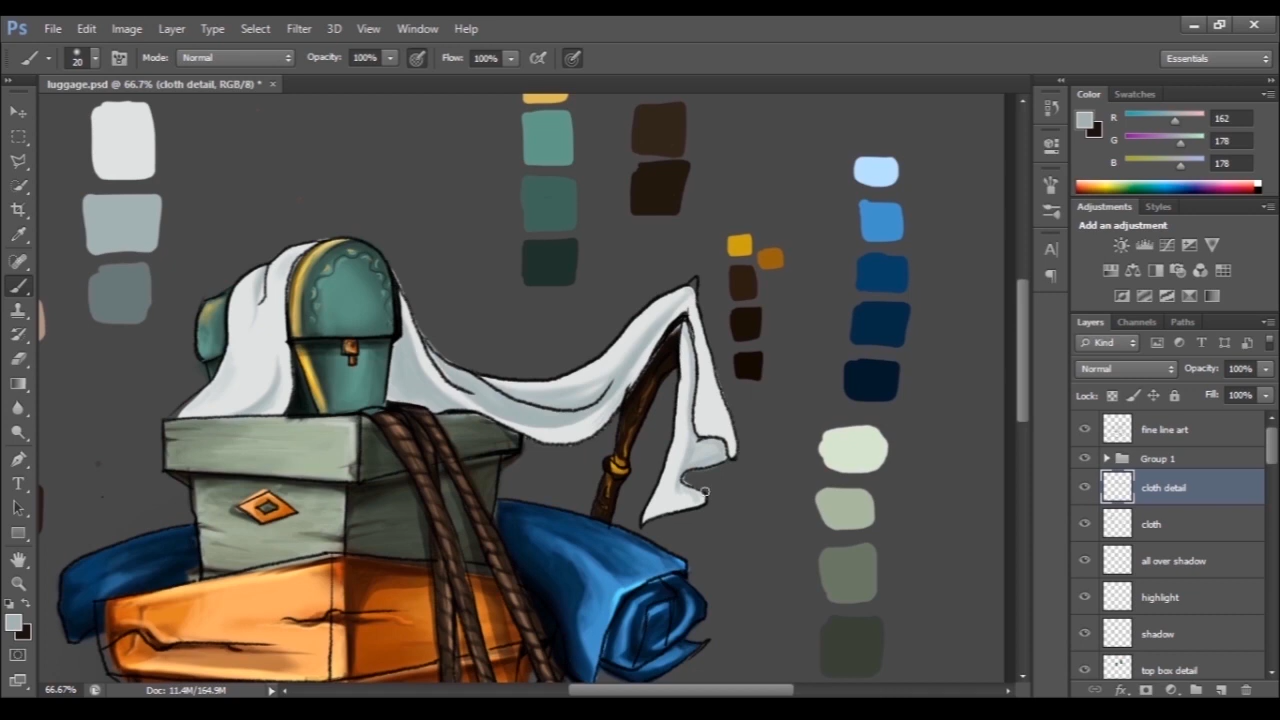 Ps File Edit Image Layer Type Select Filter 3D View Window Help
20 Mode: Normal Opacity: 100% Flow: 100% Essentials
luggage.psd @ 66.7% (cloth detail, RGB/8) * ×
Color Swatches
R 162
G 178
B 178
Adjustments Styles
Add an adjustment
Layers Channels Paths
Kind
Normal Opacity: 100%
Lock: Fill: 100%
fine line art
Group 1
cloth detail
cloth
all over shadow
highlight
shadow
top box detail
66.67% Doc: 11.4M/164.9M